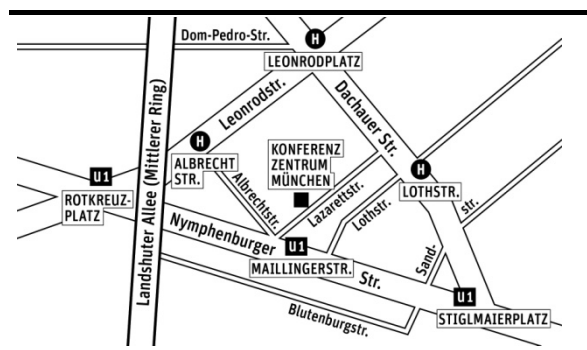 Dom-Pedro-Str.
H
LEONRODPLATZ
Landshuter Allee (Mittlerer Ring)
Leonrodstr.
Dachauer Str.
H
ALBRECHT
STR.
KONFERENZ
ZENTRUM
MÜNCHEN
H
LOTHSTR.
U1
ROTKREUZ-
PLATZ
Albrechtstr.
Lazarettstr.
Lothstr.
Sand-
str.
Nymphenburger
Str.
U1
MAILLINGERSTR.
U1
STIGLMAIERPLATZ
Blutenburgstr.